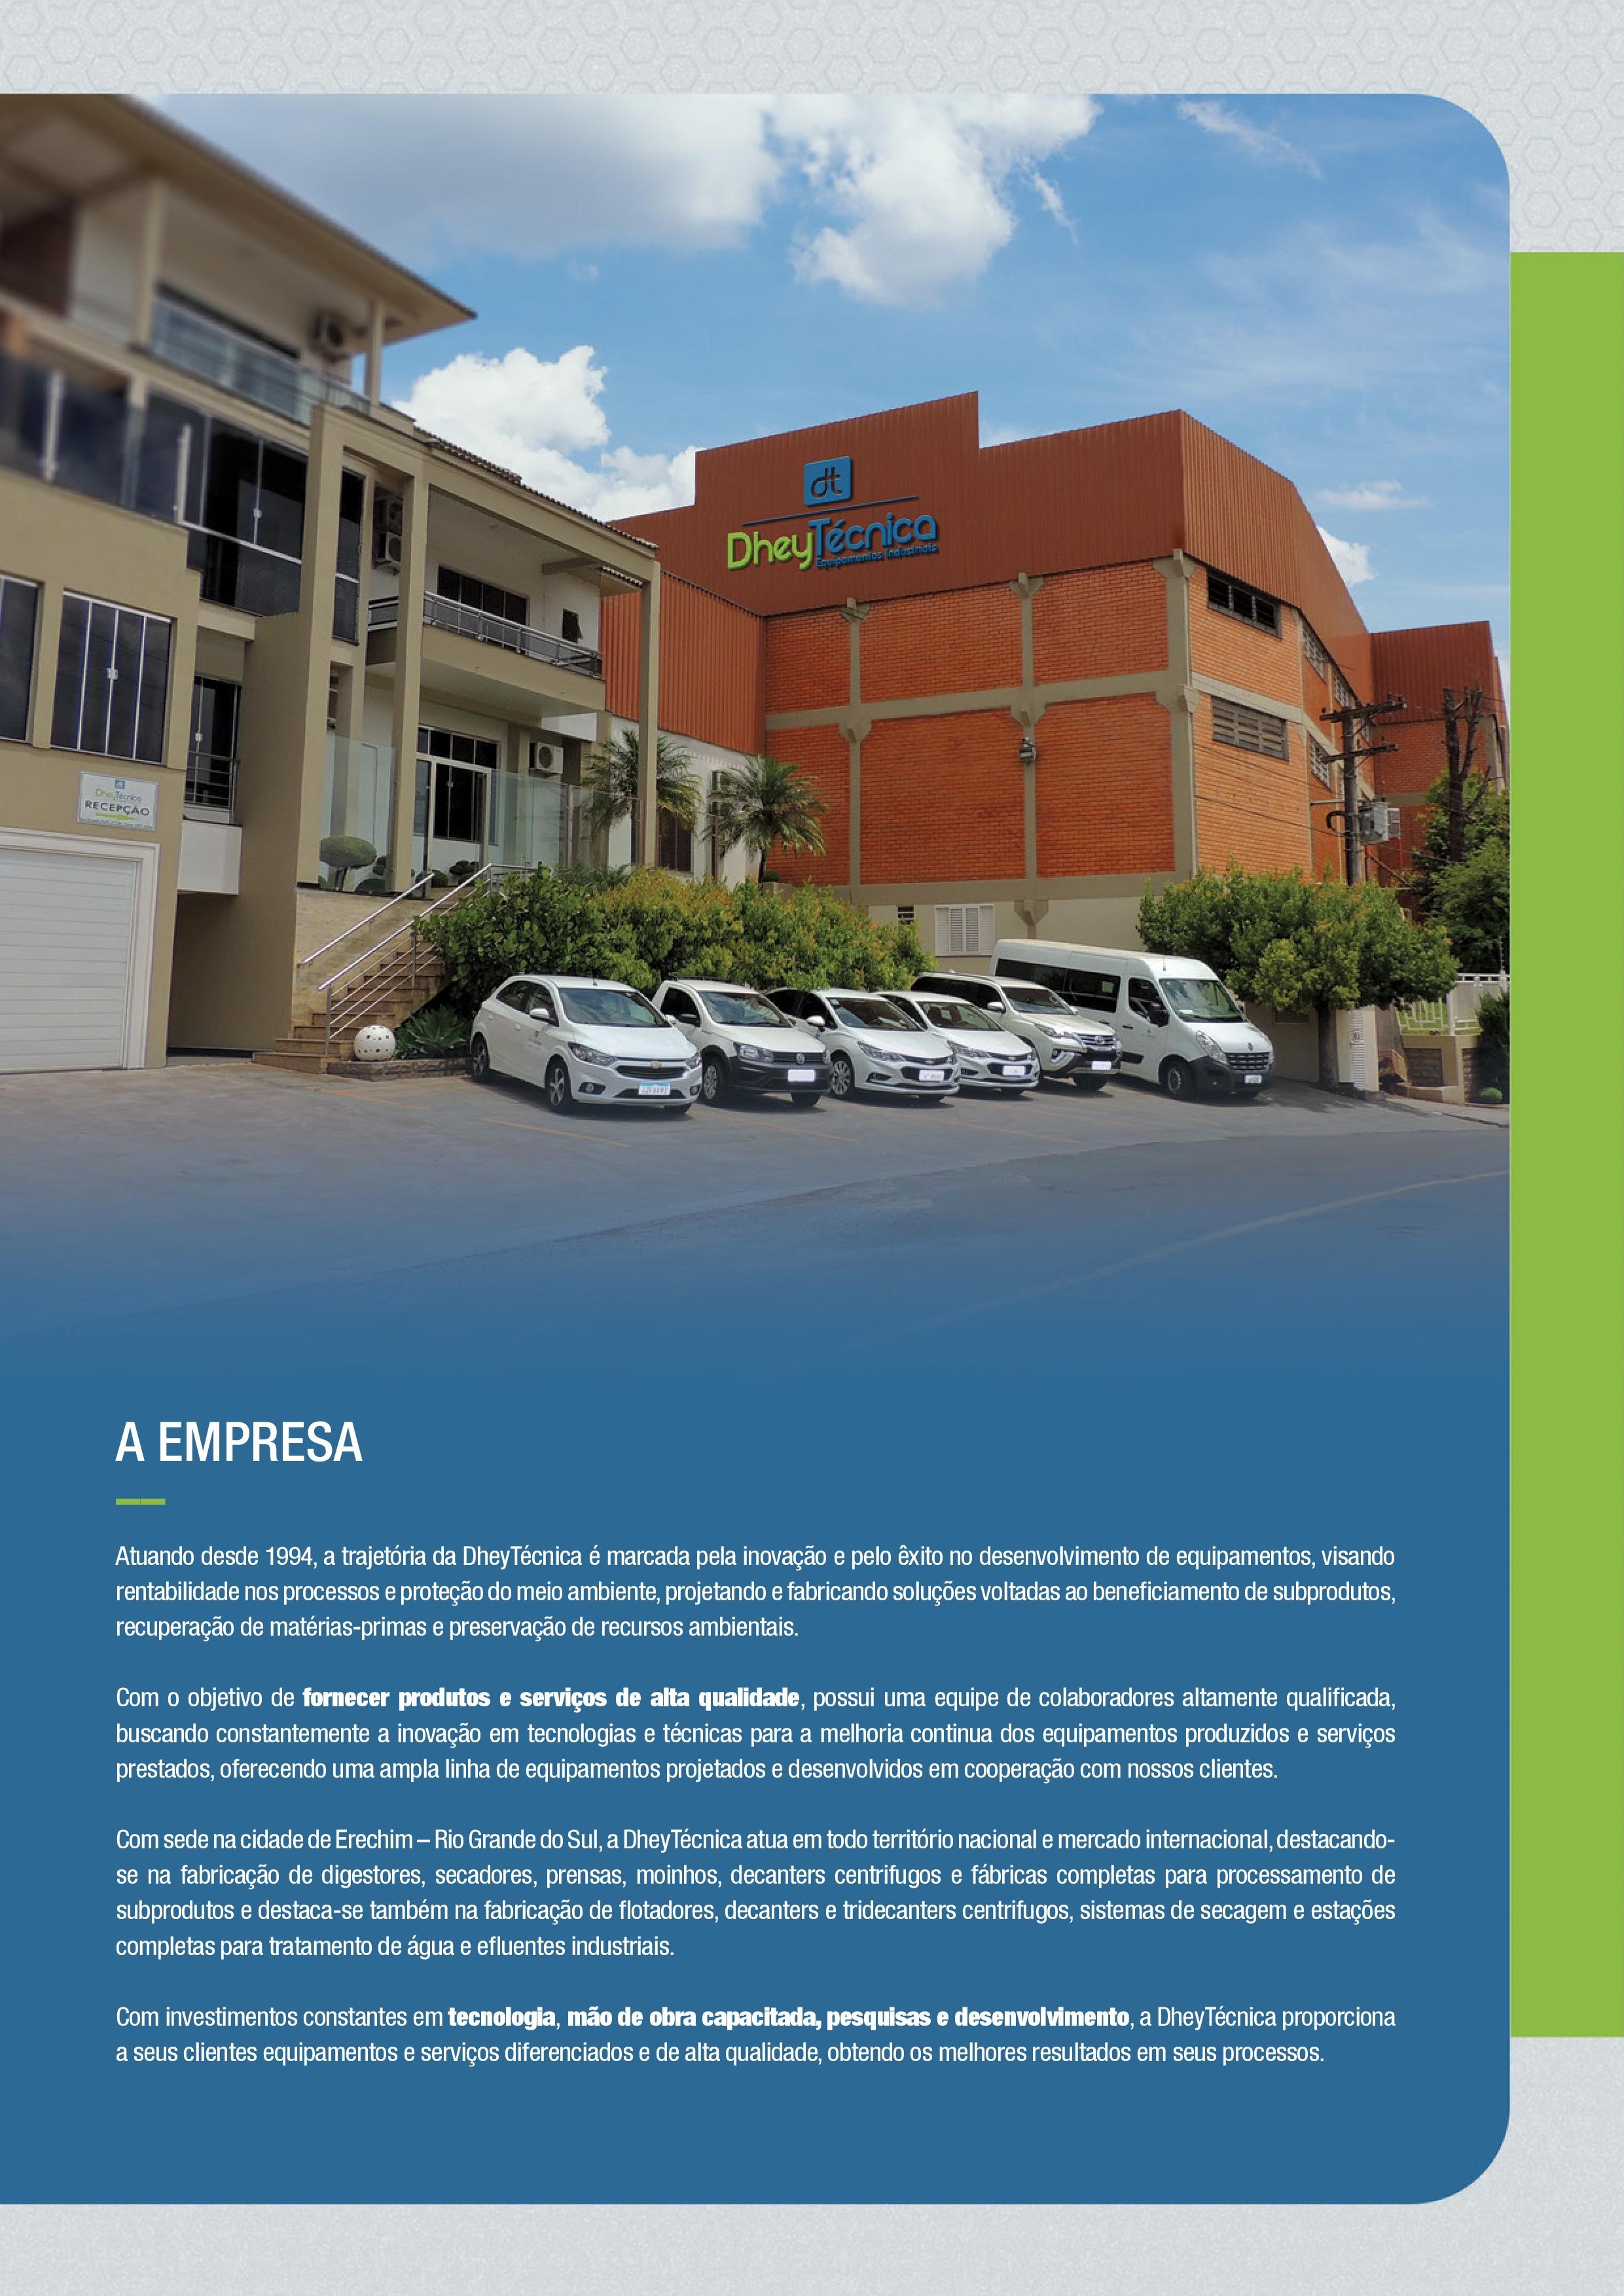 dt
DheyTécnica
Equipamentos Industriais
dt
DheyTécnica
RECEPÇÃO
A EMPRESA
Atuando desde 1994, a trajetória da DheyTécnica é marcada pela inovação e pelo êxito no desenvolvimento de equipamentos, visando
rentabilidade nos processos e proteção do meio ambiente, projetando e fabricando soluções voltadas ao beneficiamento de subprodutos,
recuperação de matérias-primas e preservação de recursos ambientais.
Com o objetivo de fornecer produtos e serviços de alta qualidade, possui uma equipe de colaboradores altamente qualificada,
buscando constantemente a inovação em tecnologias e técnicas para a melhoria continua dos equipamentos produzidos e serviços
prestados, oferecendo uma ampla linha de equipamentos projetados e desenvolvidos em cooperação com nossos clientes.
Com sede na cidade de Erechim – Rio Grande do Sul, a DheyTécnica atua em todo território nacional e mercado internacional, destacando-
se na fabricação de digestores, secadores, prensas, moinhos, decanters centrifugos e fábricas completas para processamento de
subprodutos e destaca-se também na fabricação de flotadores, decanters e tridecanters centrifugos, sistemas de secagem e estações
completas para tratamento de água e efluentes industriais.
Com investimentos constantes em tecnologia, mão de obra capacitada, pesquisas e desenvolvimento, a DheyTécnica proporciona
a seus clientes equipamentos e serviços diferenciados e de alta qualidade, obtendo os melhores resultados em seus processos.